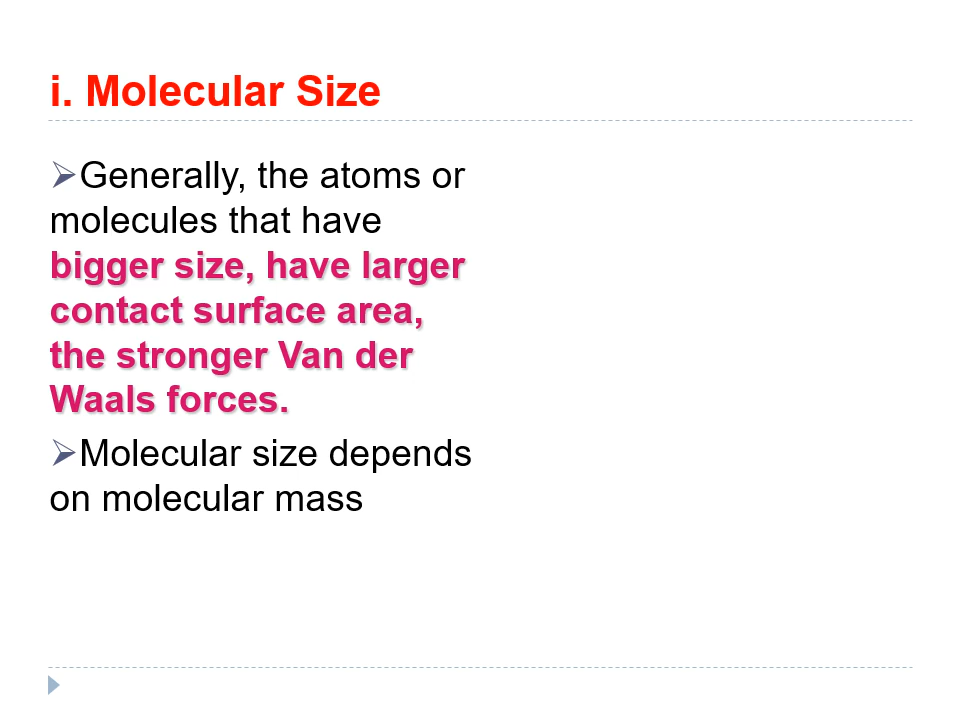 i. Molecular Size
➢Generally, the atoms or
molecules that have
bigger size, have larger
contact surface area,
the stronger Van der
Waals forces.
➢Molecular size depends
on molecular mass